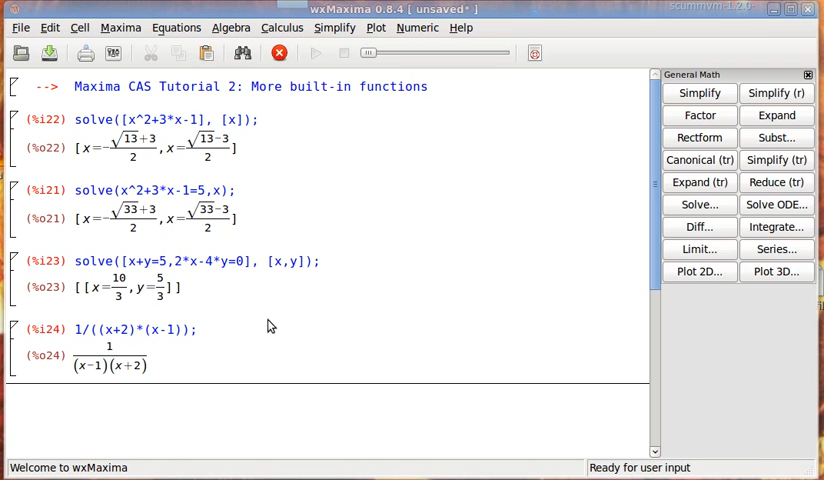 scummvm-1.2.0
wxMaxima 0.8.4 [ unsaved* ]
File Edit Cell Maxima Equations Algebra Calculus Simplify Plot Numeric Help
--> Maxima CAS Tutorial 2: More built-in functions
(%i22) solve([x^2+3*x-1], [x]);
(%o22) [x=-(√13+3)/2,x=(√13-3)/2]
(%i21) solve(x^2+3*x-1=5,x);
(%o21) [x=-(√33+3)/2,x=(√33-3)/2]
(%i23) solve([x+y=5,2*x-4*y=0], [x,y]);
(%o23) [[x=10/3,y=5/3]]
(%i24) 1/((x+2)*(x-1));
(%o24) 1/((x-1)(x+2))
General Math
Simplify Simplify (r)
Factor Expand
Rectform Subst...
Canonical (tr) Simplify (tr)
Expand (tr) Reduce (tr)
Solve... Solve ODE...
Diff... Integrate...
Limit... Series...
Plot 2D... Plot 3D...
Welcome to wxMaxima Ready for user input